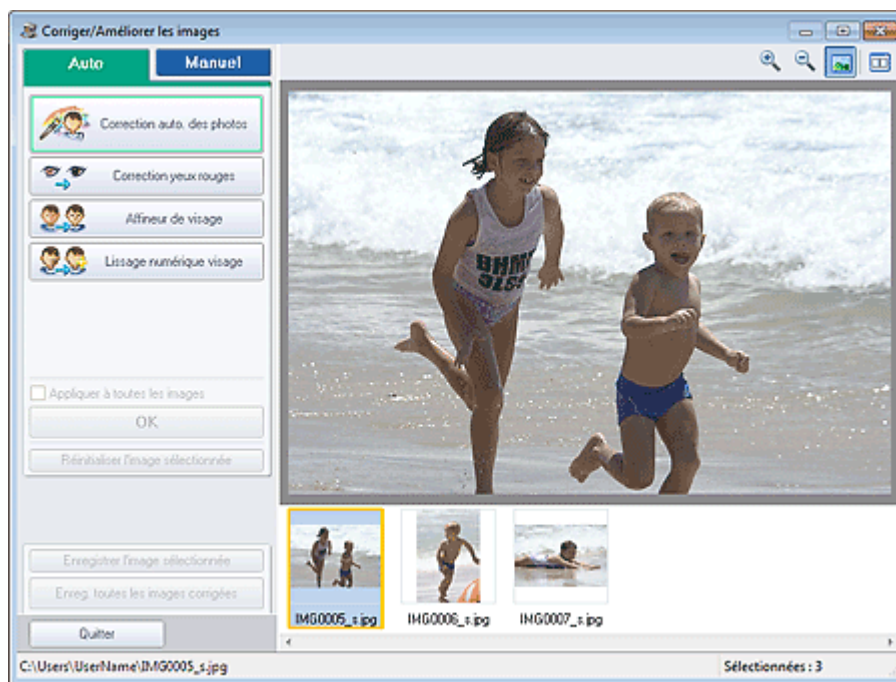 Corriger/Améliorer les images
Auto
Manuel
Correction auto. des photos
Correction yeux rouges
Affineur de visage
Lissage numérique visage
Appliquer à toutes les images
OK
Réinitialiser l'image sélectionnée
Enregistrer l'image sélectionnée
Enreg. toutes les images corrigées
Quitter
BHMM
IMG0005_s.jpg
IMG0006_s.jpg
IMG0007_s.jpg
C:\Users\UserName\IMG0005_s.jpg
Sélectionnées : 3